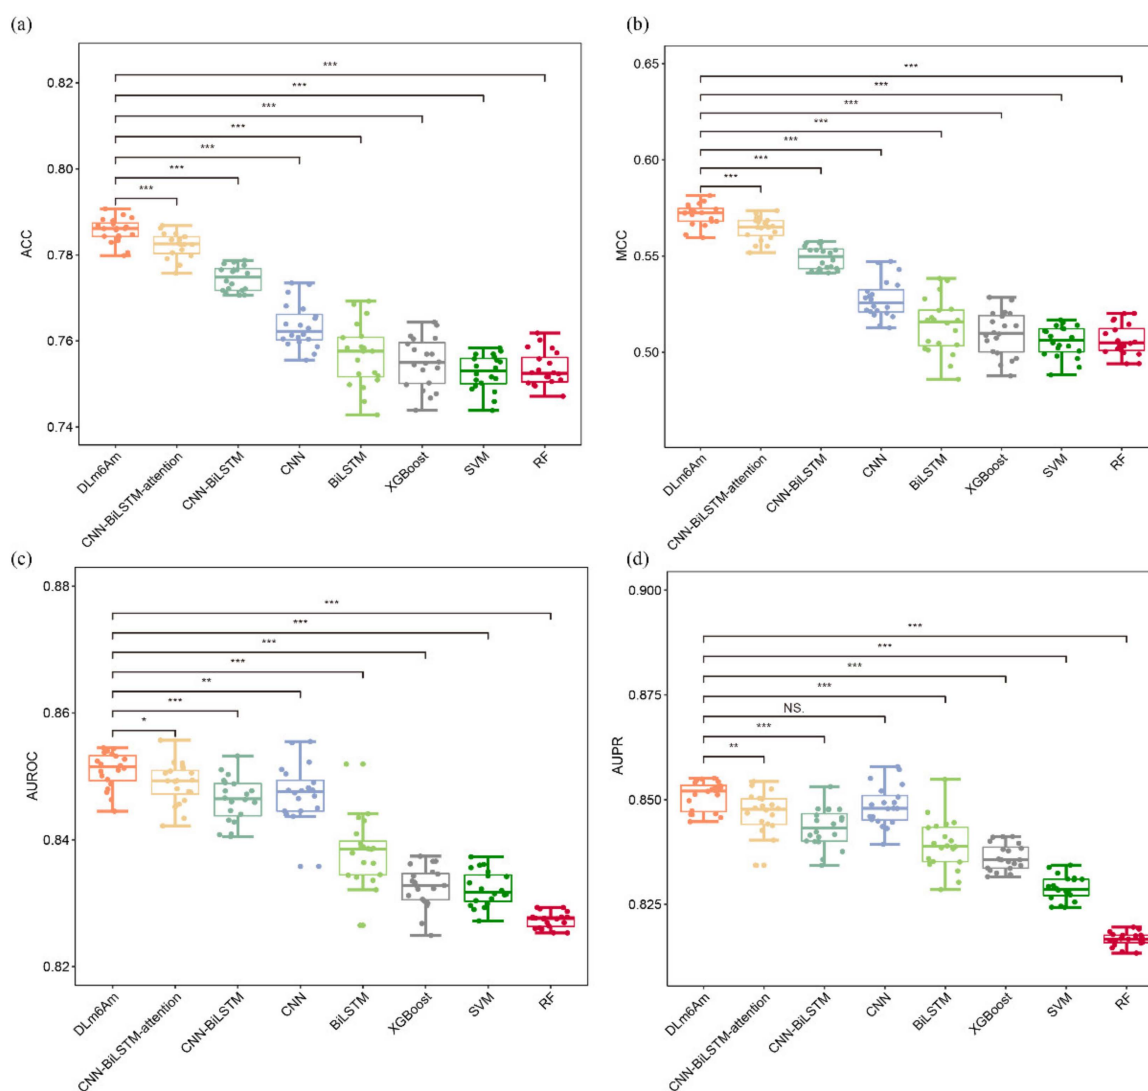 (a)
ACC
0.82
0.80
0.78
0.76
0.74
***
***
***
***
***
***
***
DLm6Am
CNN-BiLSTM-attention
CNN-BiLSTM
CNN
BiLSTM
XGBoost
SVM
RF
(b)
MCC
0.65
0.60
0.55
0.50
***
***
***
***
***
***
***
DLm6Am
CNN-BiLSTM-attention
CNN-BiLSTM
CNN
BiLSTM
XGBoost
SVM
RF
(c)
AUROC
0.88
0.86
0.84
0.82
***
***
***
***
**
***
*
DLm6Am
CNN-BiLSTM-attention
CNN-BiLSTM
CNN
BiLSTM
XGBoost
SVM
RF
(d)
AUPR
0.900
0.875
0.850
0.825
***
***
***
***
NS.
***
**
DLm6Am
CNN-BiLSTM-attention
CNN-BiLSTM
CNN
BiLSTM
XGBoost
SVM
RF